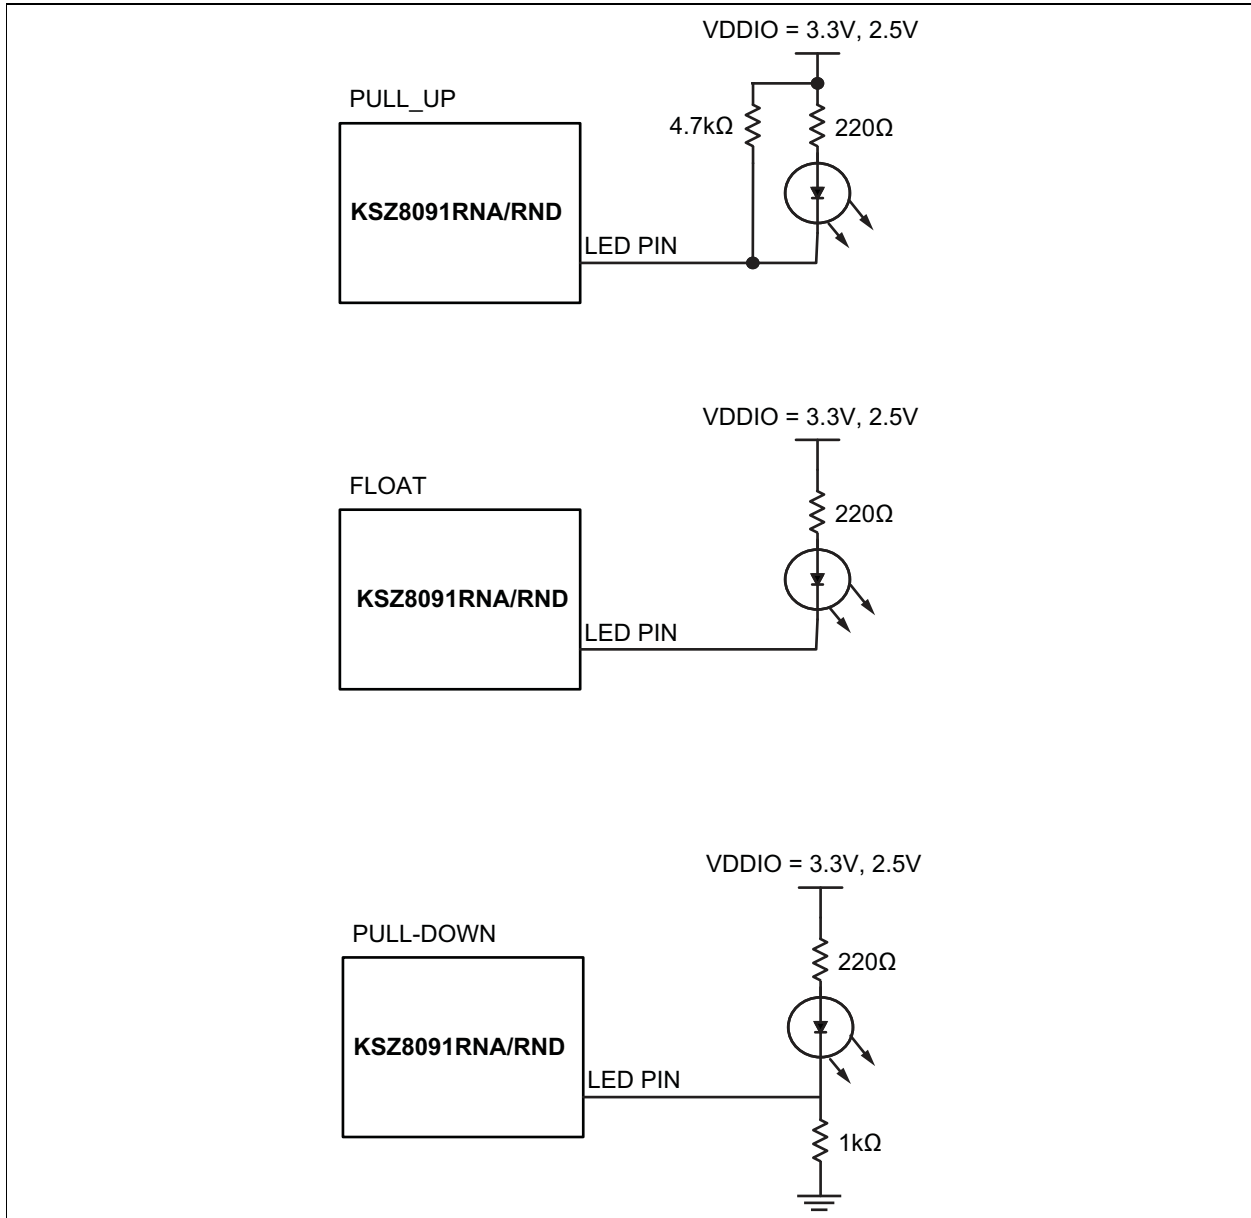 VDDIO = 3.3V, 2.5V
PULL_UP
4.7kΩ
220Ω
KSZ8091RNA/RND
LED PIN
VDDIO = 3.3V, 2.5V
FLOAT
220Ω
KSZ8091RNA/RND
LED PIN
VDDIO = 3.3V, 2.5V
PULL-DOWN
220Ω
KSZ8091RNA/RND
LED PIN
1kΩ